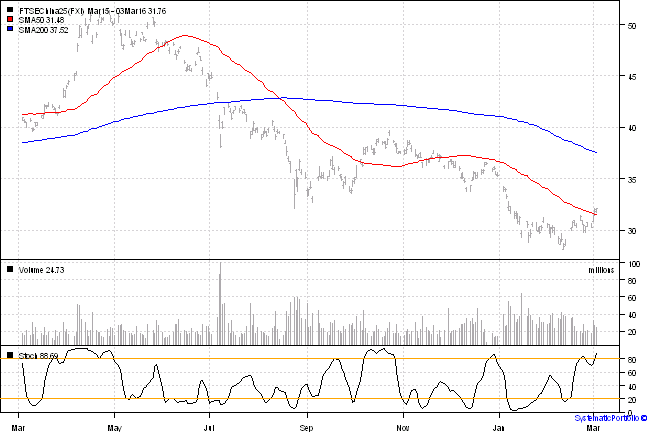 FTSEChina25(FXI) Mar15 - 03Mar16 31.76
SMA50 31.48
SMA200 37.52
50
45
40
35
30
Volume 24.73
millions
100
80
60
40
20
Stoch 88.69
80
60
40
20
0
Mar May Jul Sep Nov Jan Mar
SystematicPortfolio ©